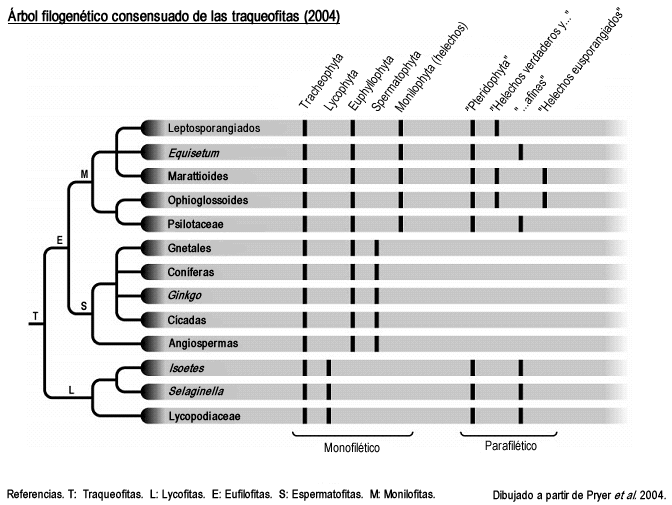 Árbol filogenético consensuado de las traqueofitas (2004)
Tracheophyta
Lycophyta
Euphyllophyta
Spermatophyta
Monilophyta (helechos)
"Pteridophyta"
"Helechos verdaderos y..."
"...afines"
"Helechos eusporangiados"
Leptosporangiados
Equisetum
M
Marattioides
Ophioglossoides
Psilotaceae
E
Gnetales
Coníferas
Ginkgo
S
Cicadas
T
Angiospermas
Isoetes
L
Selaginella
Lycopodiaceae
Monofilético
Parafilético
Referencias. T: Traqueofitas. L: Lycofitas. E: Eufilofitas. S: Espermatofitas. M: Monilofitas.
Dibujado a partir de Pryer et al. 2004.